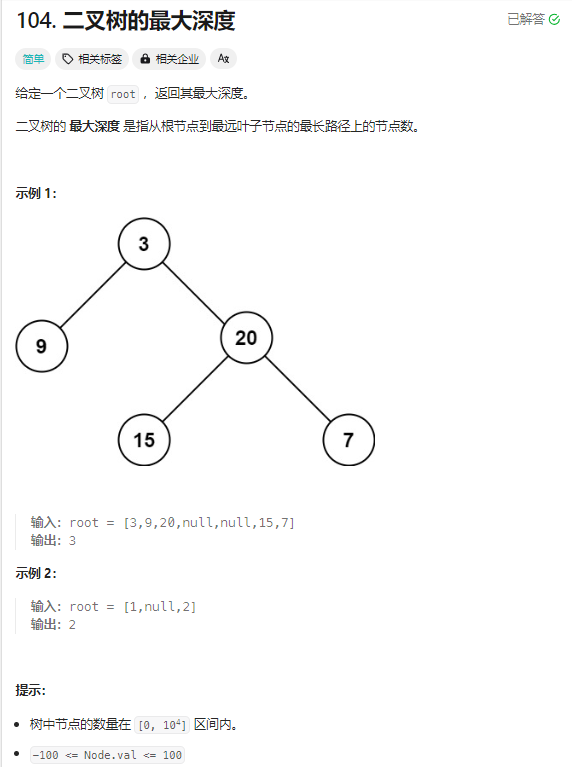 104. 二叉树的最大深度
已解答
简单 相关标签 相关企业 Aあ
给定一个二叉树 root ，返回其最大深度。
二叉树的 最大深度 是指从根节点到最远叶子节点的最长路径上的节点数。
示例 1：
3
9
20
15
7
输入：root = [3,9,20,null,null,15,7]
输出：3
示例 2：
输入：root = [1,null,2]
输出：2
提示：
树中节点的数量在 [0, 10⁴] 区间内。
-100 <= Node.val <= 100